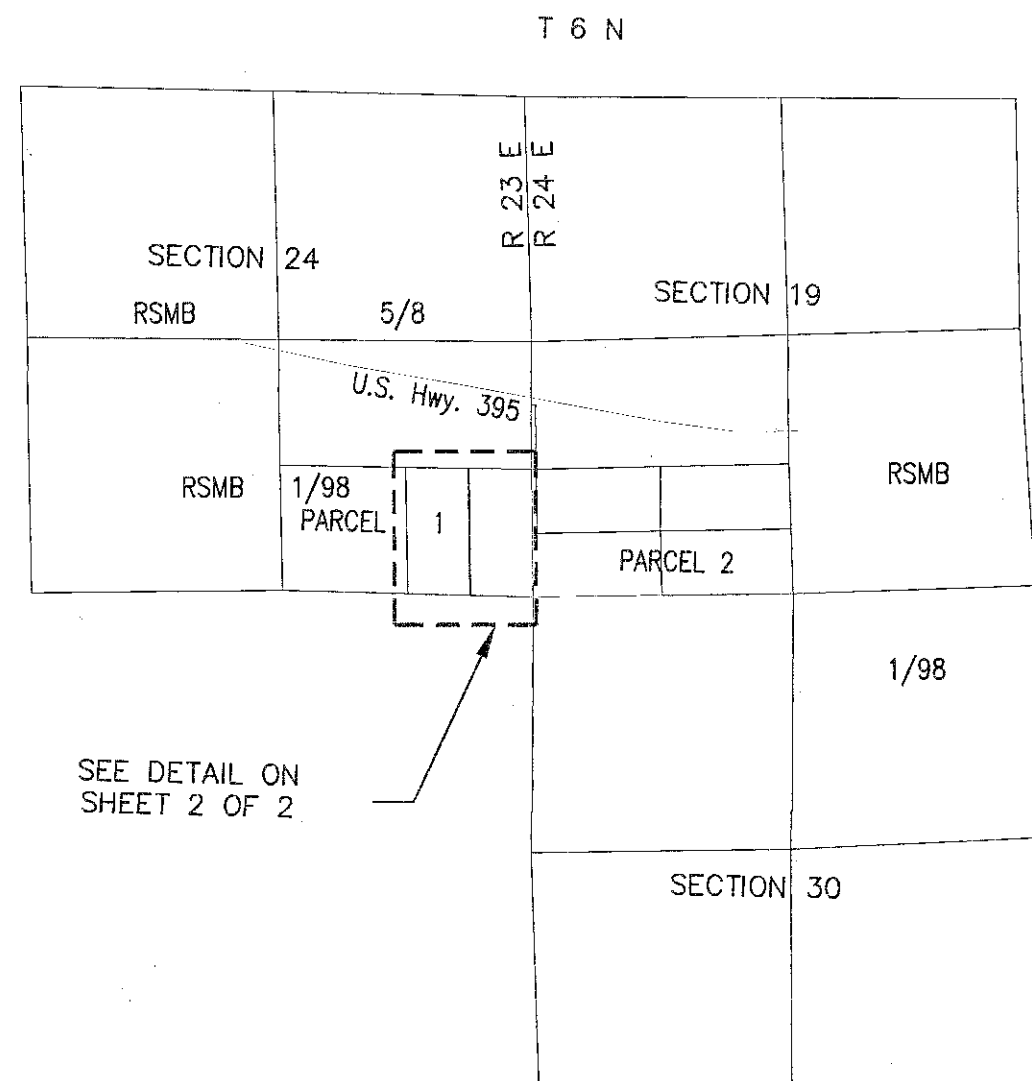 T 6 N
R 23 E
R 24 E
SECTION 24
SECTION 19
RSMB 5/8
U.S. Hwy. 395
RSMB 1/98
RSMB
PARCEL 1
PARCEL 2
1/98
SEE DETAIL ON
SHEET 2 OF 2
SECTION 30